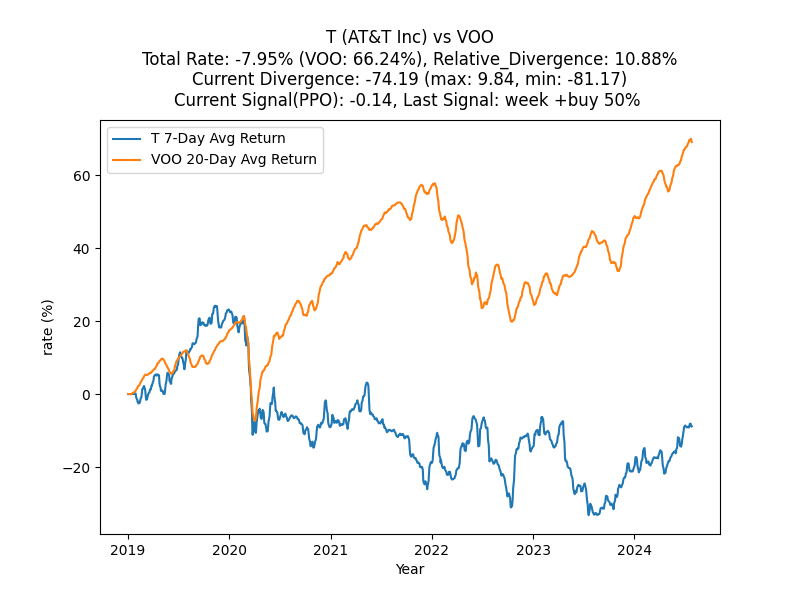 T (AT&T Inc) vs VOO
Total Rate: -7.95% (VOO: 66.24%), Relative_Divergence: 10.88%
Current Divergence: -74.19 (max: 9.84, min: -81.17)
Current Signal(PPO): -0.14, Last Signal: week +buy 50%
T 7-Day Avg Return
VOO 20-Day Avg Return
rate (%)
60
40
20
0
−20
2019 2020 2021 2022 2023 2024
Year